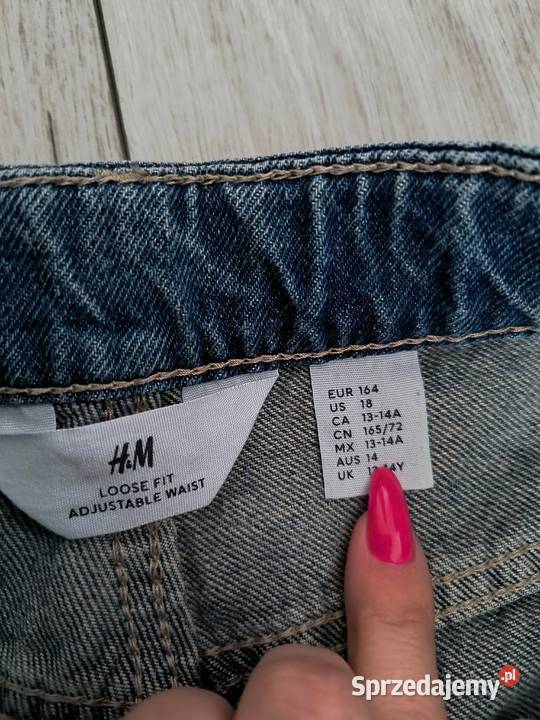 H&M
LOOSE FIT
ADJUSTABLE WAIST
EUR 164
US 18
CA 13-14A
CN 165/72
MX 13-14A
AUS 14
UK
Sprzedajemy.pl